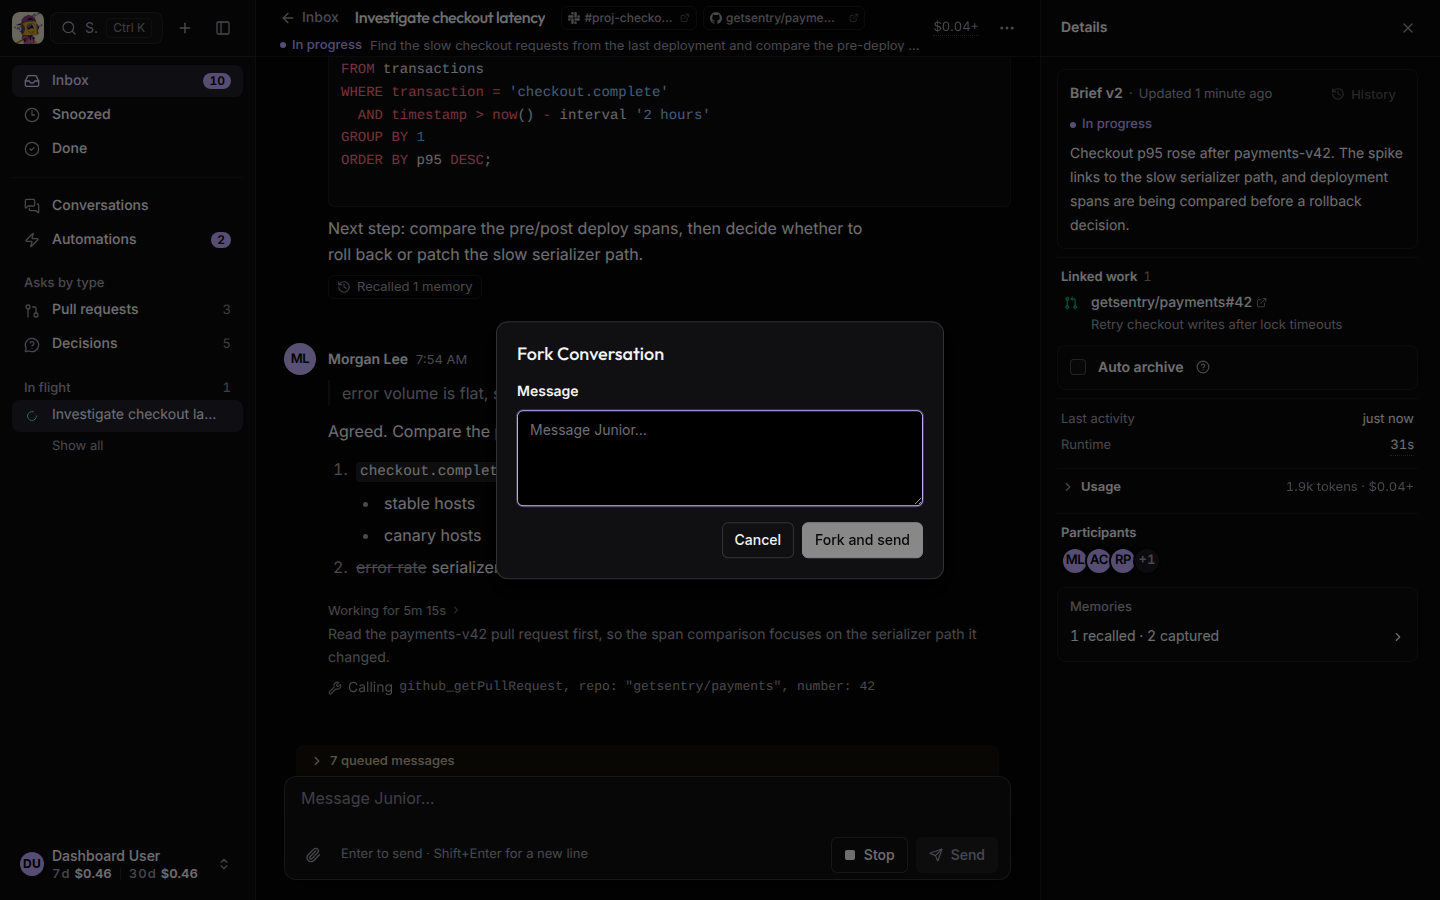 S.
Ctrl K
Inbox
10
Snoozed
Done
Conversations
Automations
2
Asks by type
Pull requests
3
Decisions
5
In flight
1
Investigate checkout la...
Show all
DU
Dashboard User
7d $0.46
30d $0.46
Inbox
Investigate checkout latency
#proj-checko...
getsentry/payme...
$0.04+
In progress
Find the slow checkout requests from the last deployment and compare the pre-deploy ...
FROM transactions
WHERE transaction = 'checkout.complete'
AND timestamp > now() - interval '2 hours'
GROUP BY 1
ORDER BY p95 DESC;
Next step: compare the pre/post deploy spans, then decide whether to
roll back or patch the slow serializer path.
Recalled 1 memory
ML
Morgan Lee 7:54 AM
error volume is flat,
Agreed. Compare the
1. checkout.complet
• stable hosts
• canary hosts
2. error rate serializer
Working for 5m 15s
Read the payments-v42 pull request first, so the span comparison focuses on the serializer path it
changed.
Calling github_getPullRequest, repo: "getsentry/payments", number: 42
7 queued messages
Message Junior...
Enter to send · Shift+Enter for a new line
Stop
Send
Fork Conversation
Message
Message Junior...
Cancel
Fork and send
Details
Brief v2 · Updated 1 minute ago
History
In progress
Checkout p95 rose after payments-v42. The spike
links to the slow serializer path, and deployment
spans are being compared before a rollback
decision.
Linked work 1
getsentry/payments#42
Retry checkout writes after lock timeouts
Auto archive
Last activity
just now
Runtime
31s
Usage
1.9k tokens · $0.04+
Participants
ML
AC
RP
+1
Memories
1 recalled · 2 captured